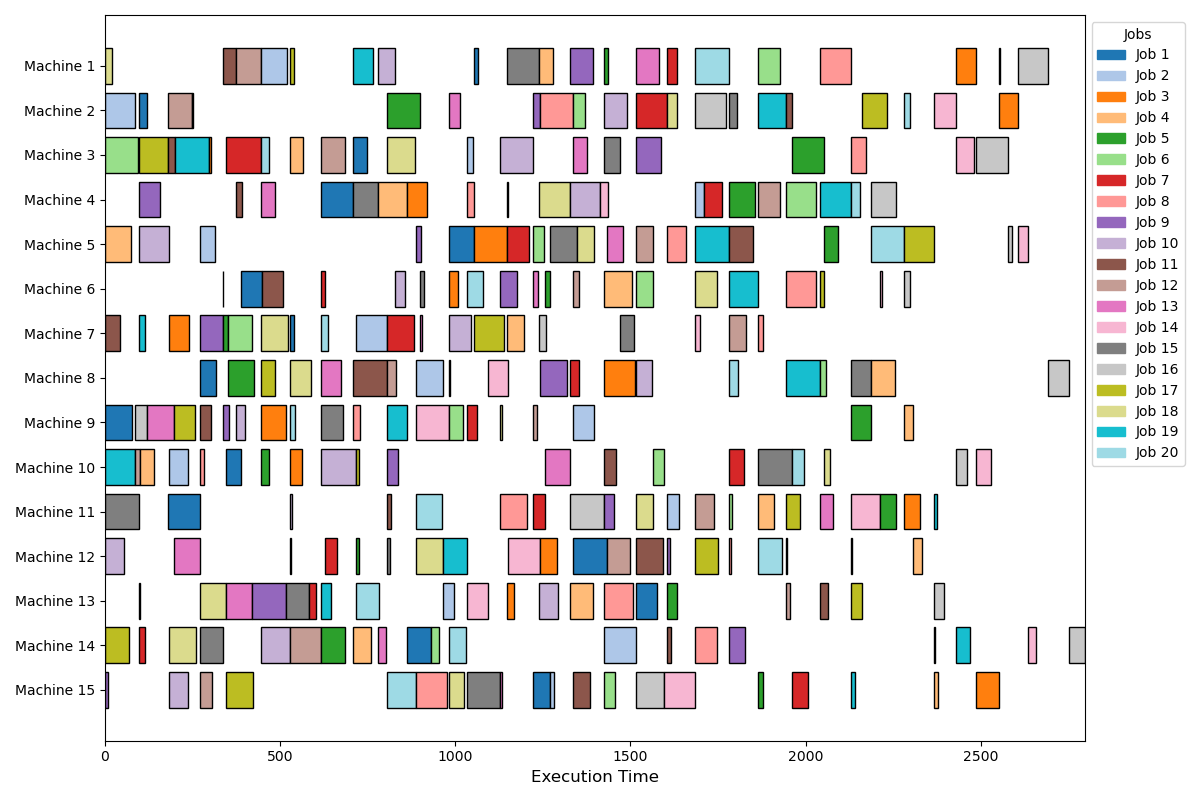 Machine 1
Machine 2
Machine 3
Machine 4
Machine 5
Machine 6
Machine 7
Machine 8
Machine 9
Machine 10
Machine 11
Machine 12
Machine 13
Machine 14
Machine 15
0 500 1000 1500 2000 2500
Execution Time
Jobs
Job 1
Job 2
Job 3
Job 4
Job 5
Job 6
Job 7
Job 8
Job 9
Job 10
Job 11
Job 12
Job 13
Job 14
Job 15
Job 16
Job 17
Job 18
Job 19
Job 20